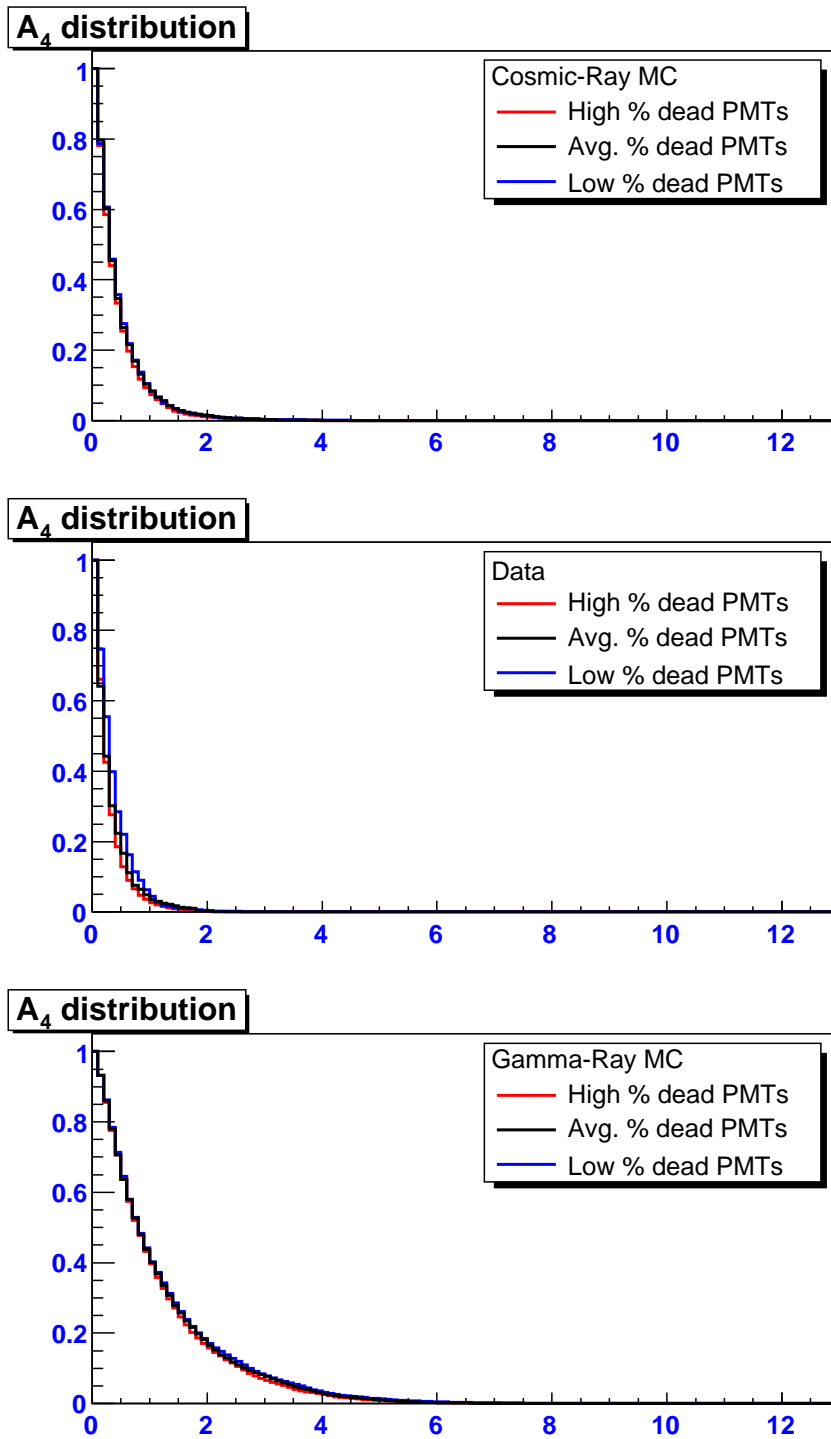 A4 distribution
Cosmic-Ray MC
High % dead PMTs
Avg. % dead PMTs
Low % dead PMTs
1
0.8
0.6
0.4
0.2
0
0 2 4 6 8 10 12
A4 distribution
Data
High % dead PMTs
Avg. % dead PMTs
Low % dead PMTs
1
0.8
0.6
0.4
0.2
0
0 2 4 6 8 10 12
A4 distribution
Gamma-Ray MC
High % dead PMTs
Avg. % dead PMTs
Low % dead PMTs
1
0.8
0.6
0.4
0.2
0
0 2 4 6 8 10 12